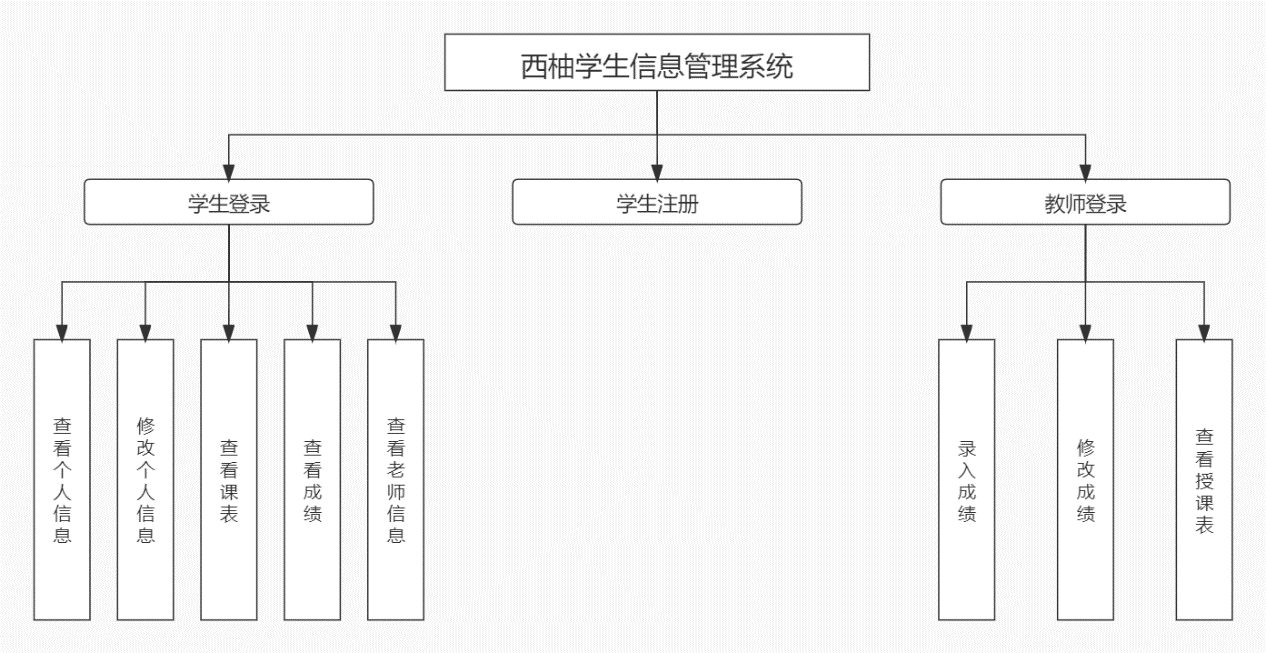 西柚学生信息管理系统
学生登录
学生注册
教师登录
查看个人信息
修改个人信息
查看课表
查看成绩
查看老师信息
录入成绩
修改成绩
查看授课表